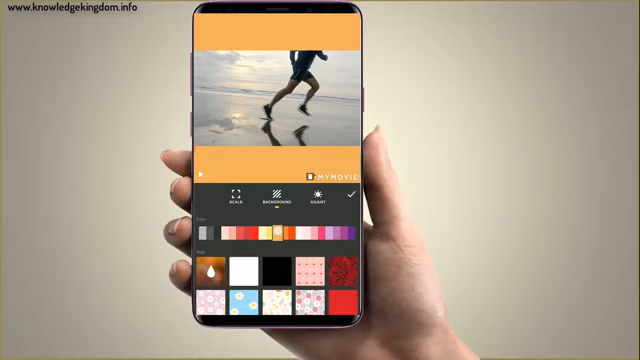 www.knowledgekingdom.info
MYMOVIE
SCALE
BACKGROUND
ADJUST
Color
Style